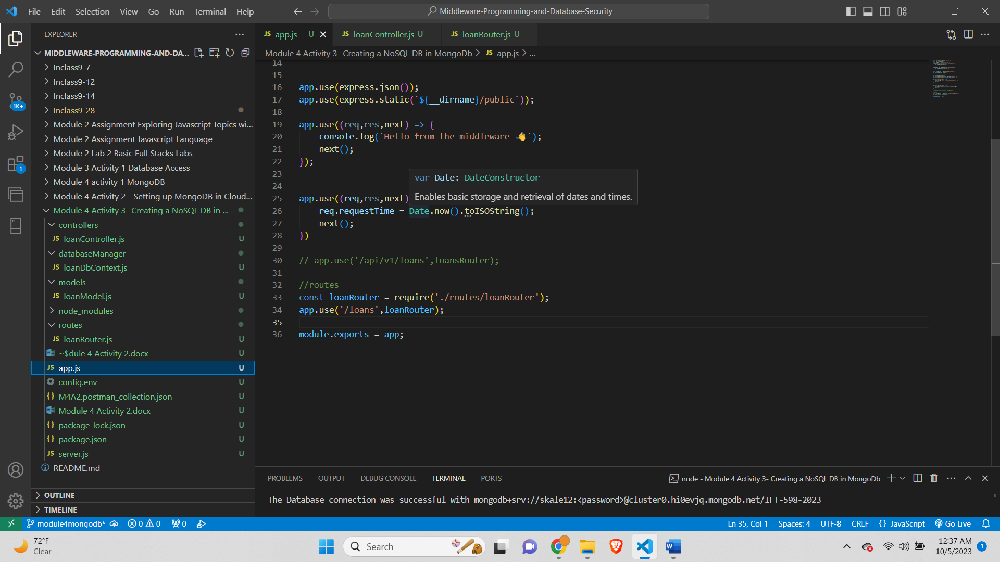 File Edit Selection View Go Run Terminal Help
Middleware-Programming-and-Database-Security
EXPLORER
MIDDLEWARE-PROGRAMMING-AND-DA...
Inclass9-7
Inclass9-12
Inclass9-14
Inclass9-28
Module 2 Assignment Exploring Javascript Topics wi...
Module 2 Assignment Javascript Language
Module 2 Lab 2 Basic Full Stacks Labs
Module 3 Activity 1 Database Access
Module 4 activity 1 MongoDB
Module 4 Activity 2 - Setting up MongoDB in Cloud...
Module 4 Activity 3- Creating a NoSQL DB in ...
controllers
JS loanController.js U
databaseManager
JS loanDbContext.js U
models
JS loanModel.js U
node_modules
routes
JS loanRouter.js U
~$dule 4 Activity 2.docx U
JS app.js U
config.env U
{} M4A2.postman_collection.json U
Module 4 Activity 2.docx U
{} package-lock.json U
{} package.json U
JS server.js U
README.md
OUTLINE
TIMELINE
1K+
1
JS app.js U
JS loanController.js U
JS loanRouter.js U
Module 4 Activity 3- Creating a NoSQL DB in MongoDb > JS app.js > ...
14
15
16 app.use(express.json());
17 app.use(express.static(`${__dirname}/public`));
18
19 app.use((req,res,next) => {
20 console.log(`Hello from the middleware 👋`);
21 next();
22 });
23
24
25 app.use((req,res,next)
26 req.requestTime = Date.now().toISOString();
27 next();
28 })
29
30 // app.use('/api/v1/loans',loansRouter);
31
32 //routes
33 const loanRouter = require('./routes/loanRouter');
34 app.use('/loans',loanRouter);
35
36 module.exports = app;
var Date: DateConstructor
Enables basic storage and retrieval of dates and times.
PROBLEMS OUTPUT DEBUG CONSOLE TERMINAL PORTS
node - Module 4 Activity 3- Creating a NoSQL DB in MongoDb
The Database connection was successful with mongodb+srv://skale12:<password>@cluster0.hi0evjq.mongodb.net/IFT-598-2023
module4mongodb* 0 0 0
Ln 35, Col 1 Spaces: 4 UTF-8 CRLF {} JavaScript Go Live
72°F
Clear
Search
12:37 AM
10/5/2023
1